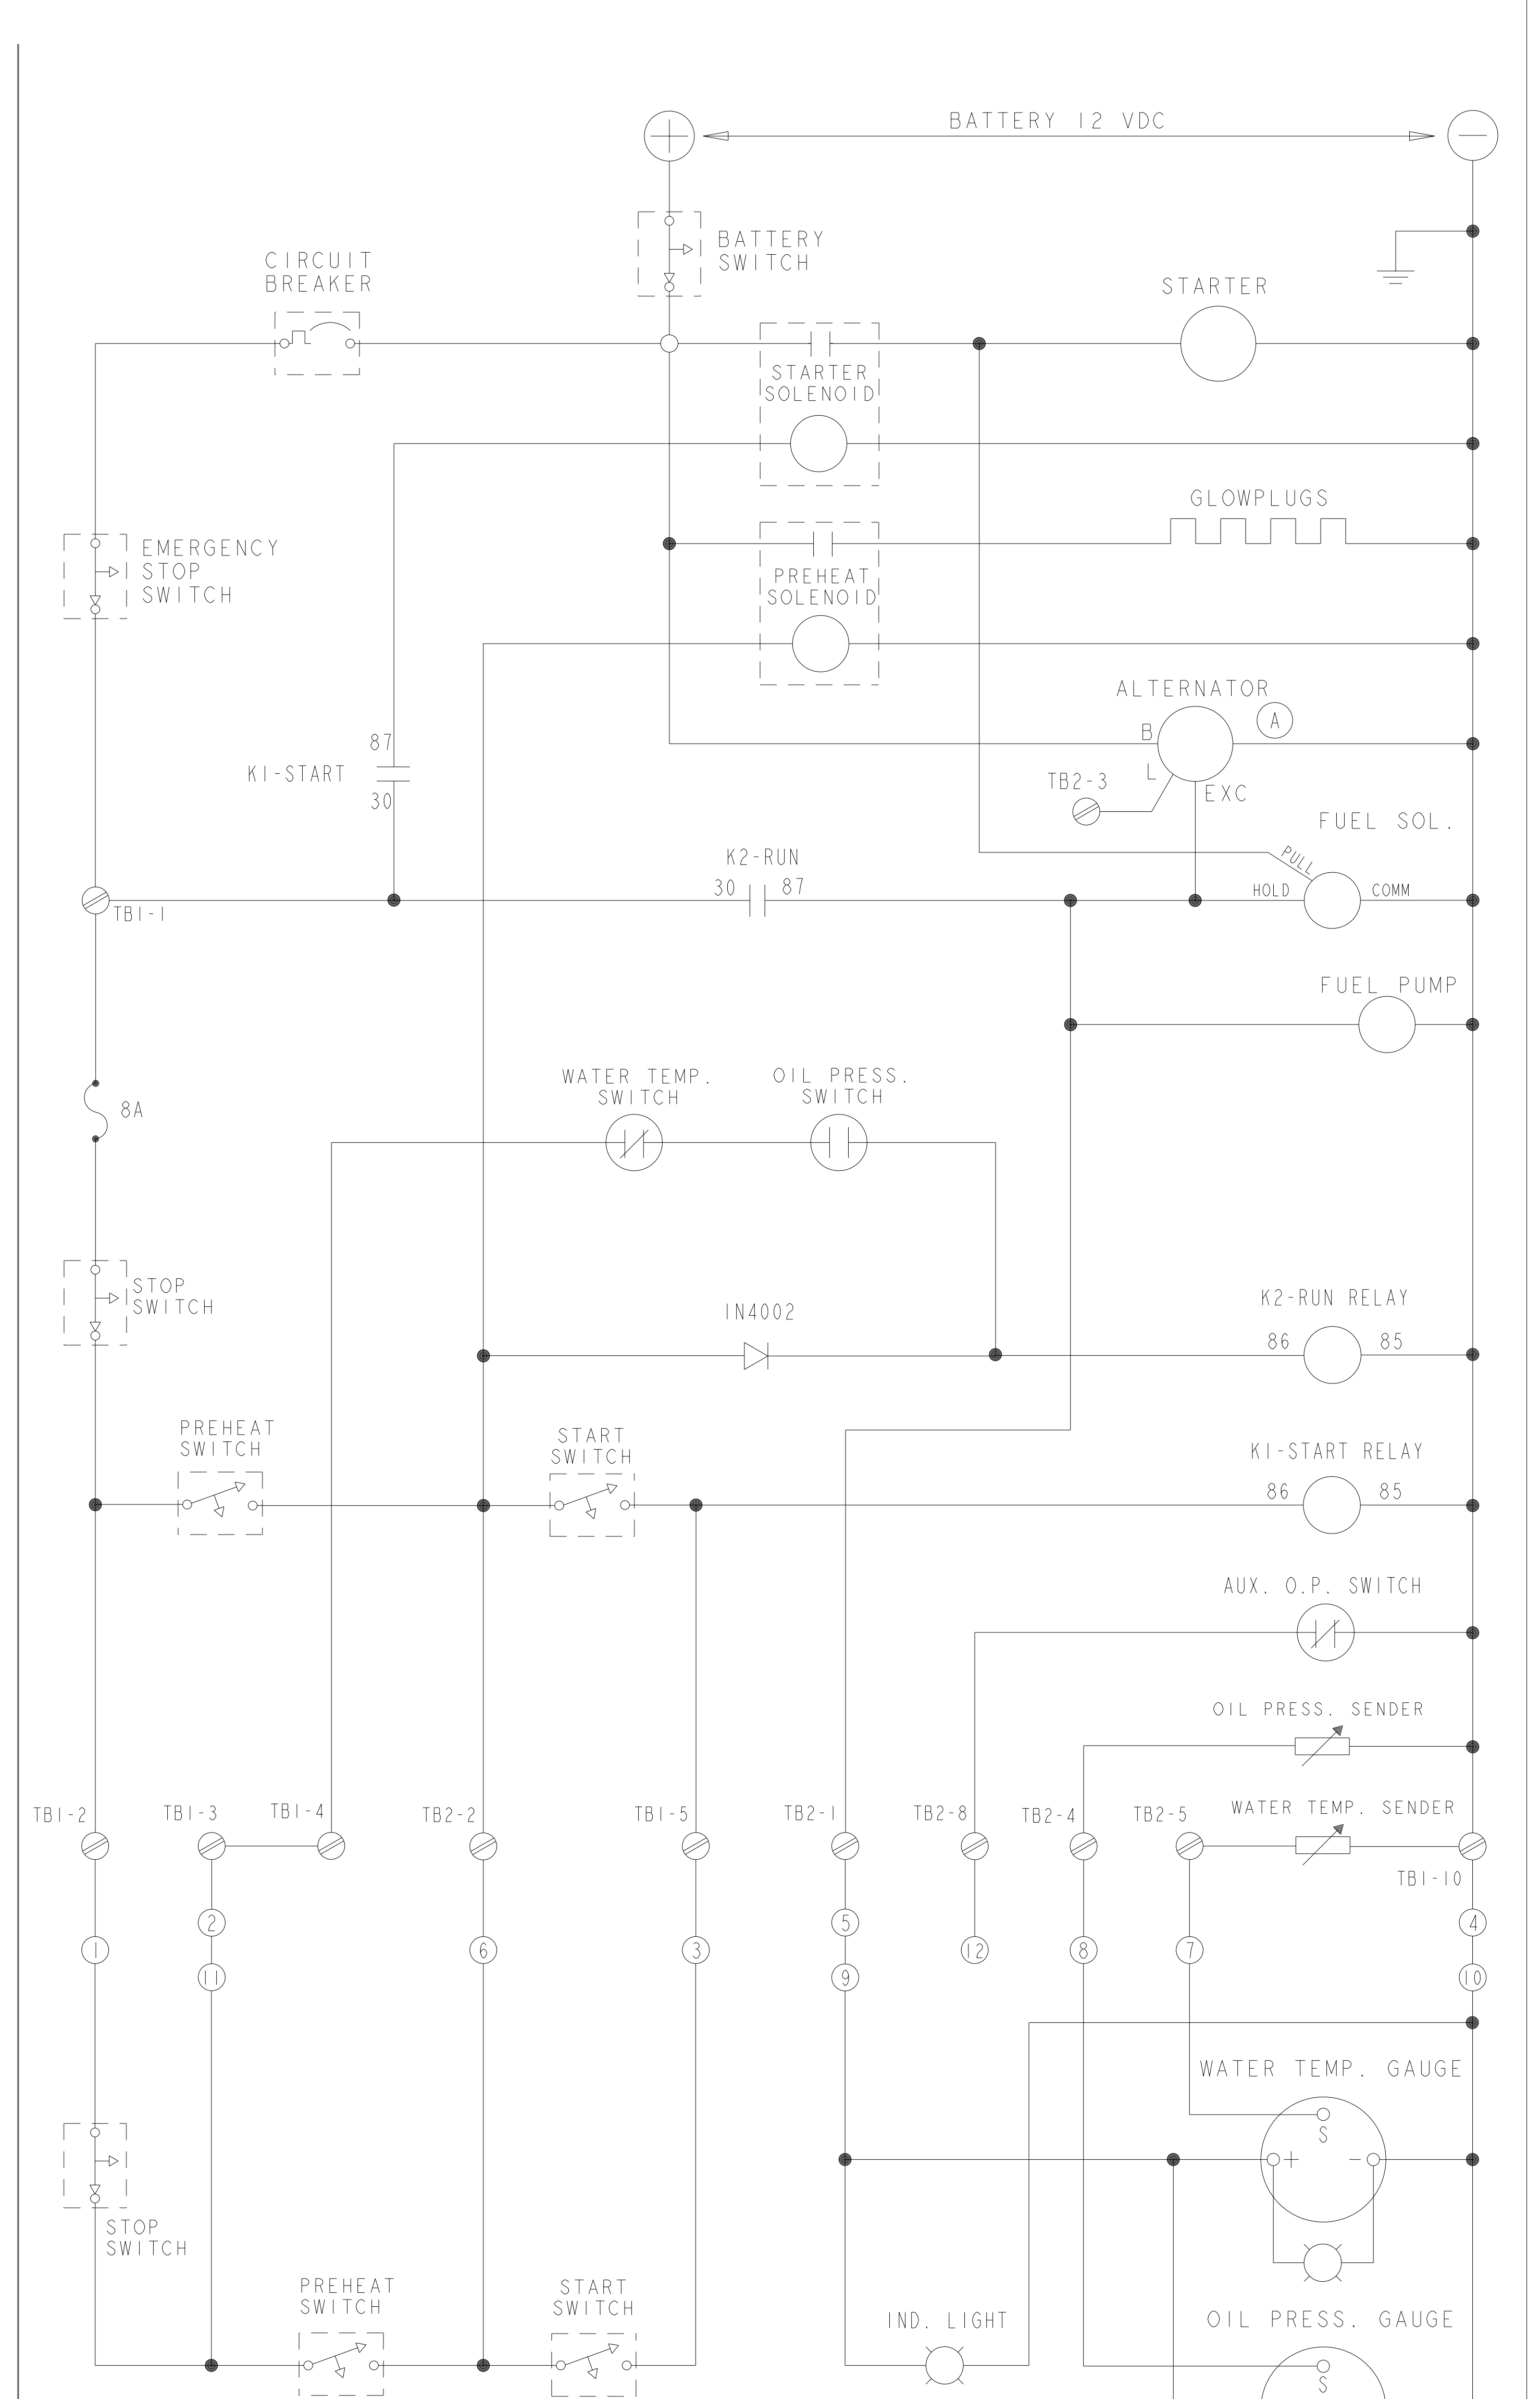 BATTERY 12 VDC
BATTERY
SWITCH
CIRCUIT
BREAKER
STARTER
STARTER
SOLENOID
GLOWPLUGS
EMERGENCY
STOP
SWITCH
PREHEAT
SOLENOID
ALTERNATOR
A
B
L
EXC
87
K1-START
30
TB2-3
FUEL SOL.
PULL
K2-RUN
30
87
HOLD
COMM
TB1-1
FUEL PUMP
WATER TEMP.
SWITCH
OIL PRESS.
SWITCH
8A
STOP
SWITCH
IN4002
K2-RUN RELAY
86
85
PREHEAT
SWITCH
START
SWITCH
K1-START RELAY
86
85
AUX. O.P. SWITCH
OIL PRESS. SENDER
TB1-2
TB1-3
TB1-4
TB2-2
TB1-5
TB2-1
TB2-8
TB2-4
TB2-5
WATER TEMP. SENDER
TB1-10
2
5
4
1
6
3
12
8
7
11
9
10
WATER TEMP. GAUGE
S
+
-
STOP
SWITCH
PREHEAT
SWITCH
START
SWITCH
IND. LIGHT
OIL PRESS. GAUGE
S